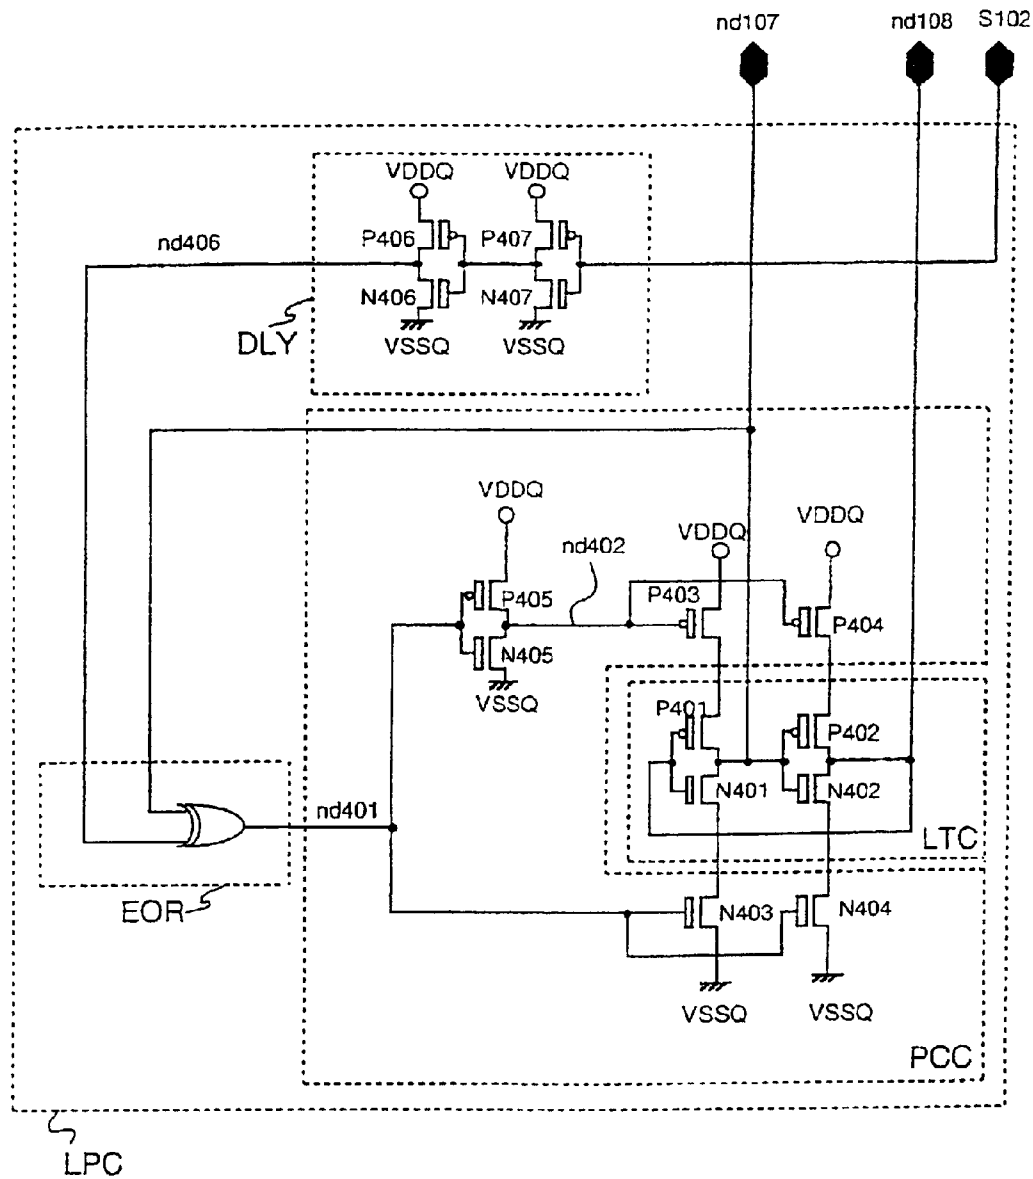 nd107 nd108 S102
VDDQ VDDQ
nd406 P406 P407
N406 N407
DLY VSSQ VSSQ
VDDQ
nd402 VDDQ VDDQ
P405 P403 P404
N405
VSSQ
P401 P402
nd401 N401 N402
LTC
EOR N403 N404
VSSQ VSSQ
PCC
LPC